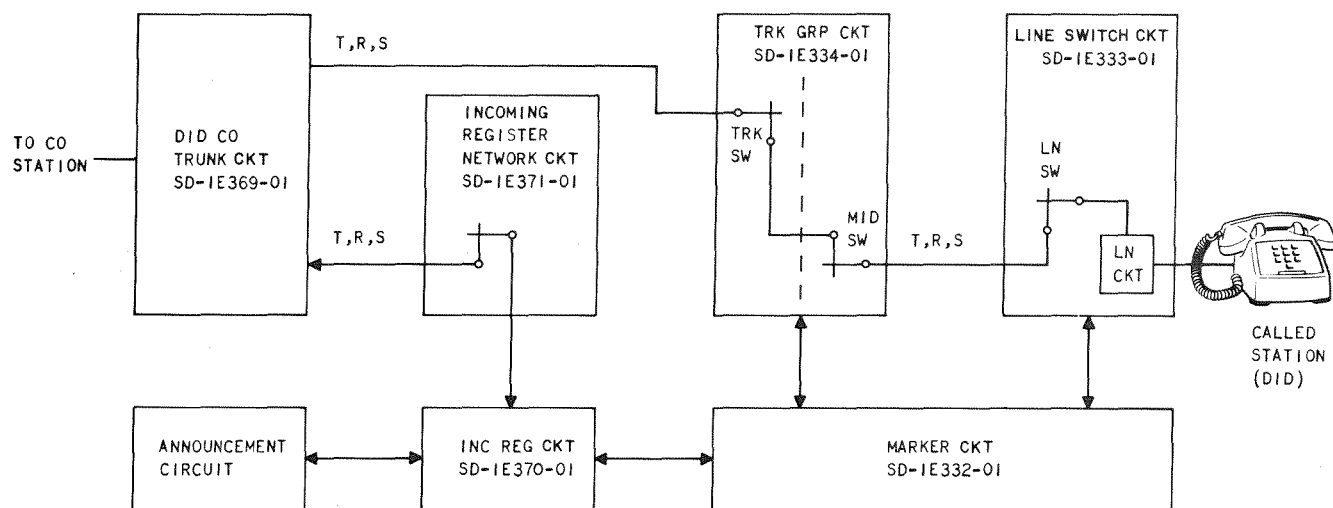 TO CO
STATION
DID CO
TRUNK CKT
SD-1E369-01
T,R,S
T,R,S
INCOMING
REGISTER
NETWORK CKT
SD-1E371-01
TRK GRP CKT
SD-1E334-01
TRK
SW
MID
SW
T,R,S
LINE SWITCH CKT
SD-1E333-01
LN
SW
LN
CKT
CALLED
STATION
(DID)
ANNOUNCEMENT
CIRCUIT
INC REG CKT
SD-1E370-01
MARKER CKT
SD-1E332-01